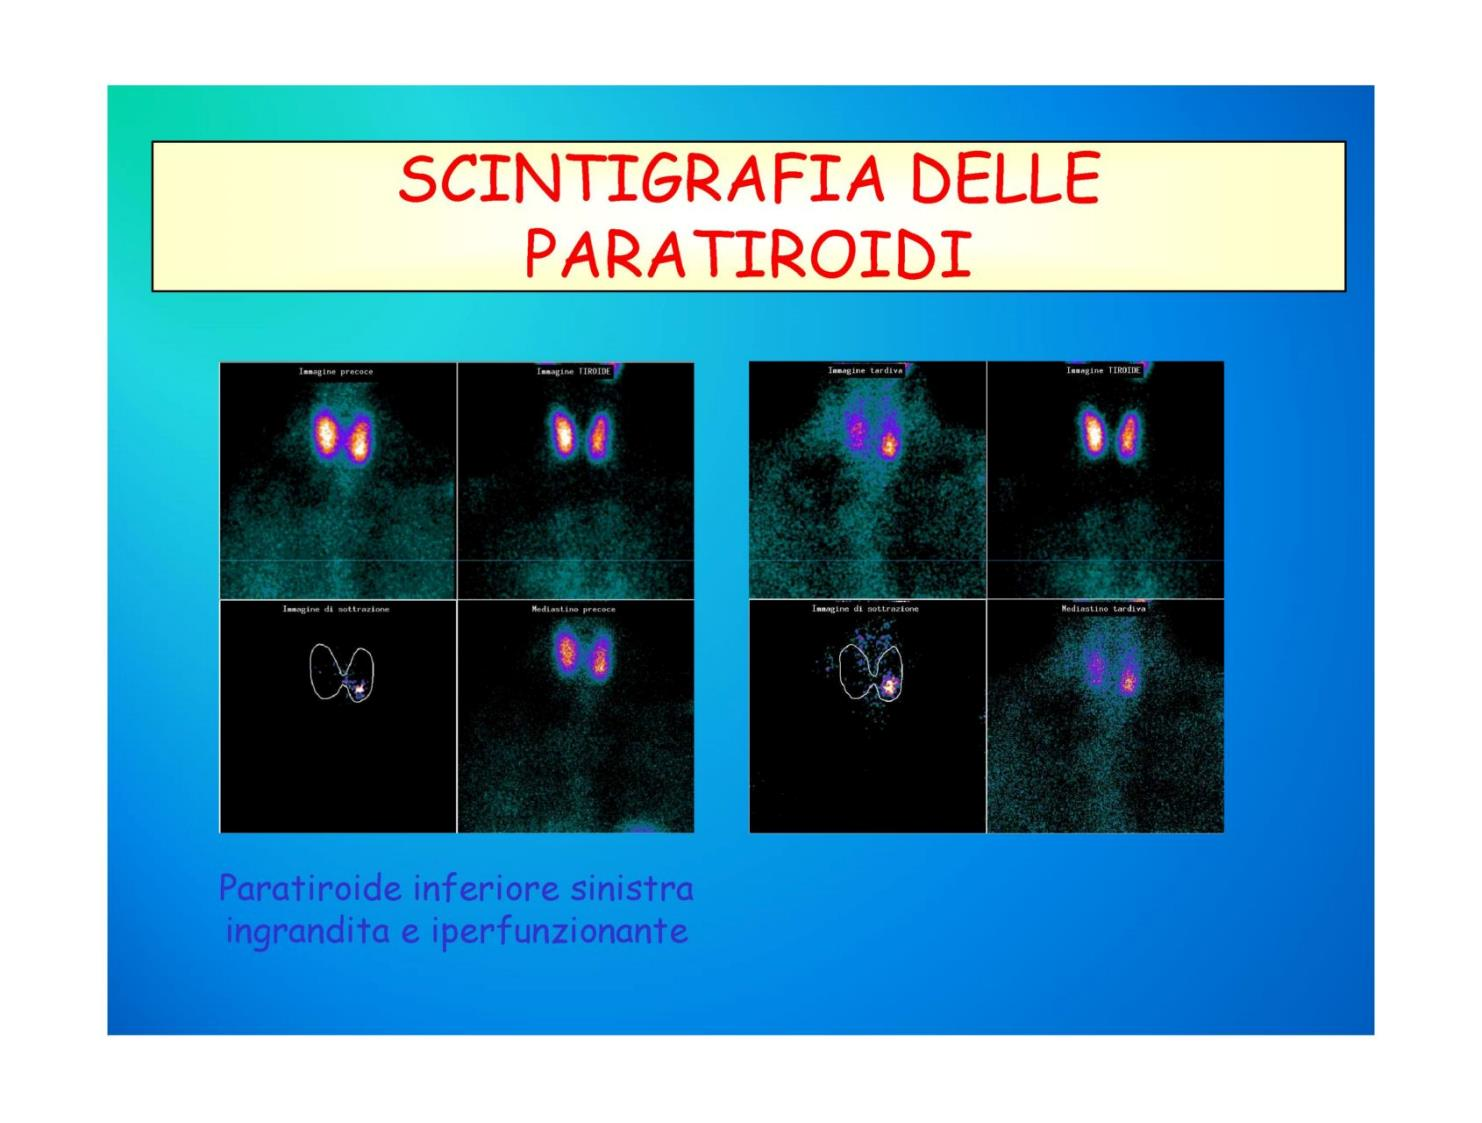 SCINTIGRAFIA DELLE
PARATIROIDI
Immagine precoce
Immagine TIROIDE
Immagine tardiva
Immagine TIROIDE
Immagine di sottrazione
Mediastino precoce
Immagine di sottrazione
Mediastino tardiva
Paratiroide inferiore sinistra
ingrandita e iperfunzionante